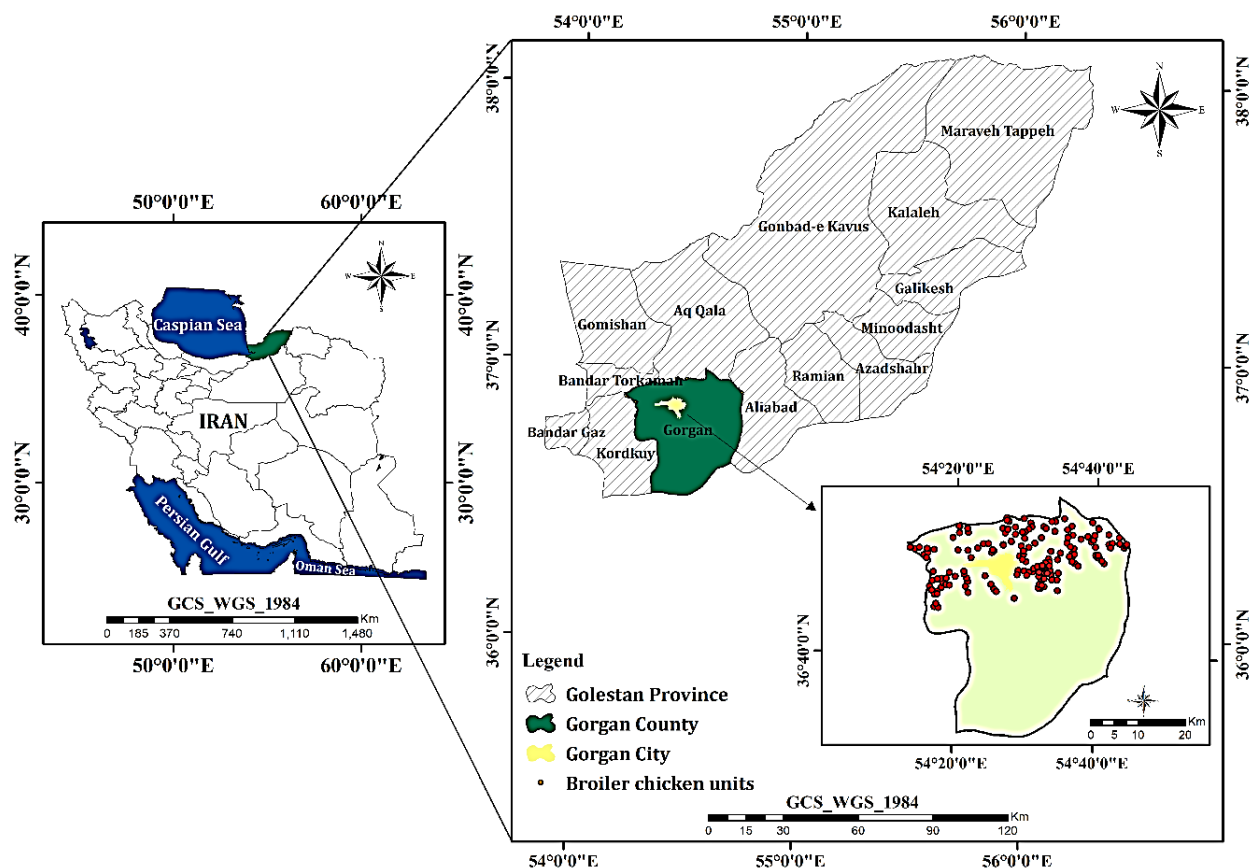 50°0'0"E 60°0'0"E
40°0'0"N
30°0'0"N
N
W E
S
Caspian Sea
IRAN
Persian Gulf
Oman Sea
GCS_WGS_1984
Km
0 185 370 740 1,110 1,480
50°0'0"E 60°0'0"E
54°0'0"E 55°0'0"E 56°0'0"E
38°0'0"N 38°0'0"N
37°0'0"N 37°0'0"N
36°0'0"N 36°0'0"N
N
W E
S
Maraveh Tappeh
Kalaleh
Gonbad-e Kavus
Galikesh
Aq Qala
Gomishan
Minoodasht
Azadshahr
Ramian
Bandar Torkaman
Aliabad
Gorgan
Bandar Gaz
Kordkuy
Legend
Golestan Province
Gorgan County
Gorgan City
Broiler chicken units
54°20'0"E 54°40'0"E
36°40'0"N 36°40'0"N
Km
0 5 10 20
54°20'0"E 54°40'0"E
GCS_WGS_1984
Km
0 15 30 60 90 120
54°0'0"E 55°0'0"E 56°0'0"E